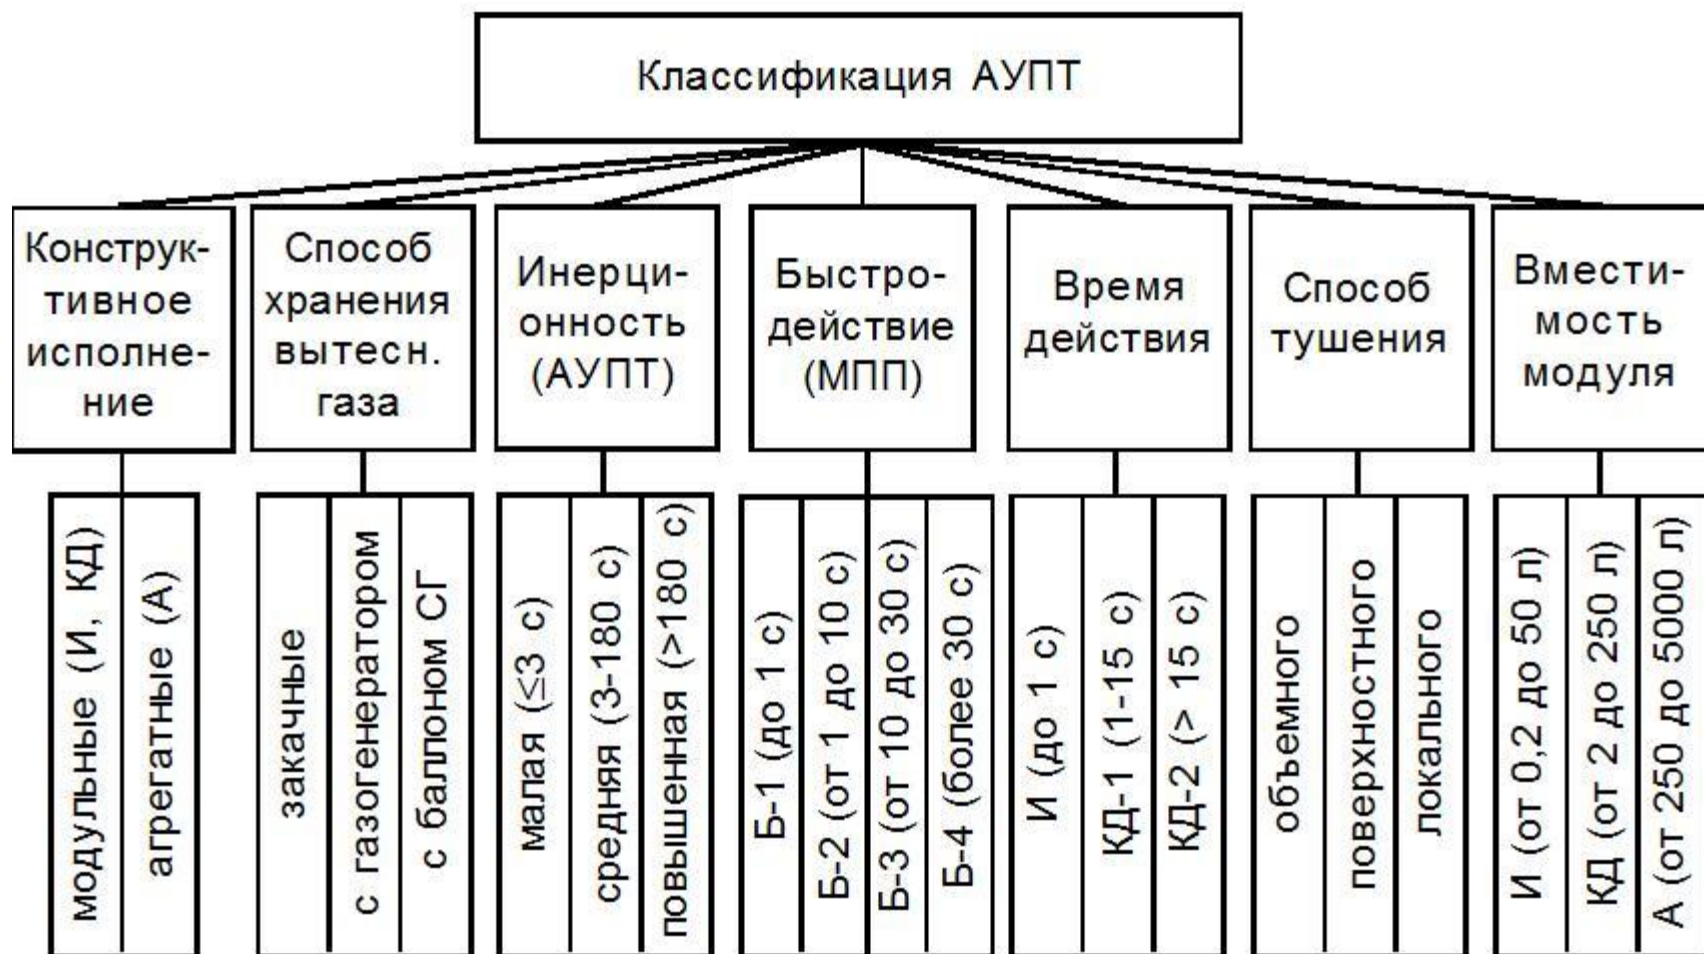 Классификация АУПТ
Конструк-
тивное
исполне-
ние
Способ
хранения
вытесн.
газа
Инерци-
онность
(АУПТ)
Быстро-
действие
(МПП)
Время
действия
Способ
тушения
Вмести-
мость
модуля
модульные (И, КД)
агрегатные (А)
закачные
с газогенератором
с баллоном СГ
малая (≤3 с)
средняя (3-180 с)
повышенная (>180 с)
Б-1 (до 1 с)
Б-2 (от 1 до 10 с)
Б-3 (от 10 до 30 с)
Б-4 (более 30 с)
И (до 1 с)
КД-1 (1-15 с)
КД-2 (> 15 с)
объемного
поверхностного
локального
И (от 0,2 до 50 л)
КД (от 2 до 250 л)
А (от 250 до 5000 л)